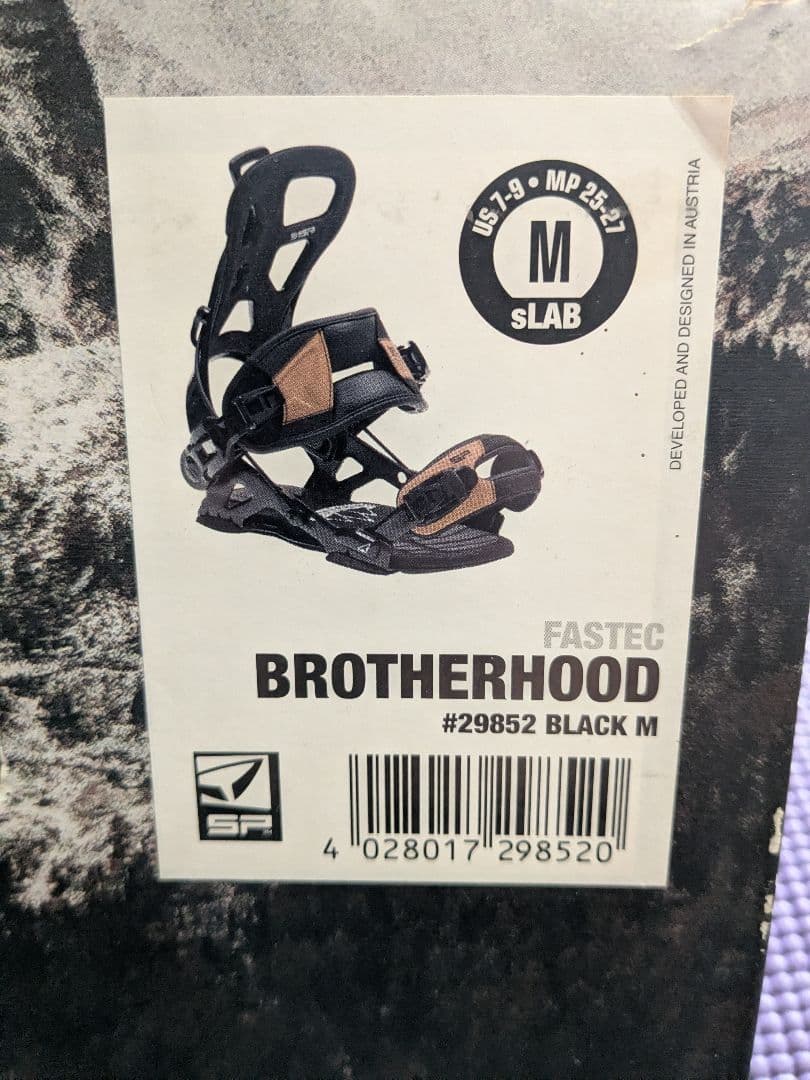 US 7-9 • MP 25-27
M
sLAB
DEVELOPED AND DESIGNED IN AUSTRIA
FASTEC
BROTHERHOOD
#29852 BLACK M
SP
4 028017 298520